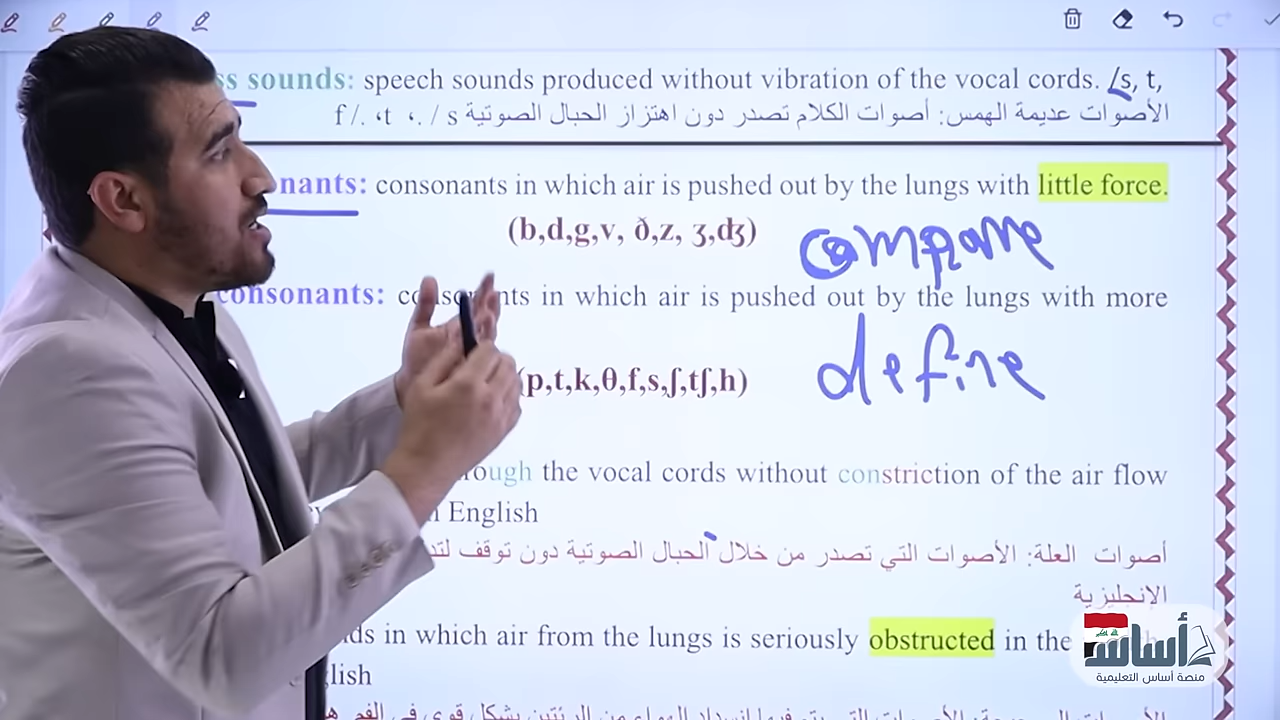 ss sounds: speech sounds produced without vibration of the vocal cords. /s, t,
الأصوات عديمة الهمس: أصوات الكلام تصدر دون اهتزاز الحبال الصوتية f /. ،t ،. / s
nants: consonants in which air is pushed out by the lungs with little force.
(b,d,g,v, ð,z, ʒ,ʤ)
compare
consonants: consonants in which air is pushed out by the lungs with more
define
(p,t,k,θ,f,s,ʃ,tʃ,h)
rough the vocal cords without constriction of the air flow
English
أصوات العلة: الأصوات التي تصدر من خلال الحبال الصوتية دون توقف
الإنجليزية
ds in which air from the lungs is seriously obstructed in the
glish
أساس
منصة أساس التعليمية